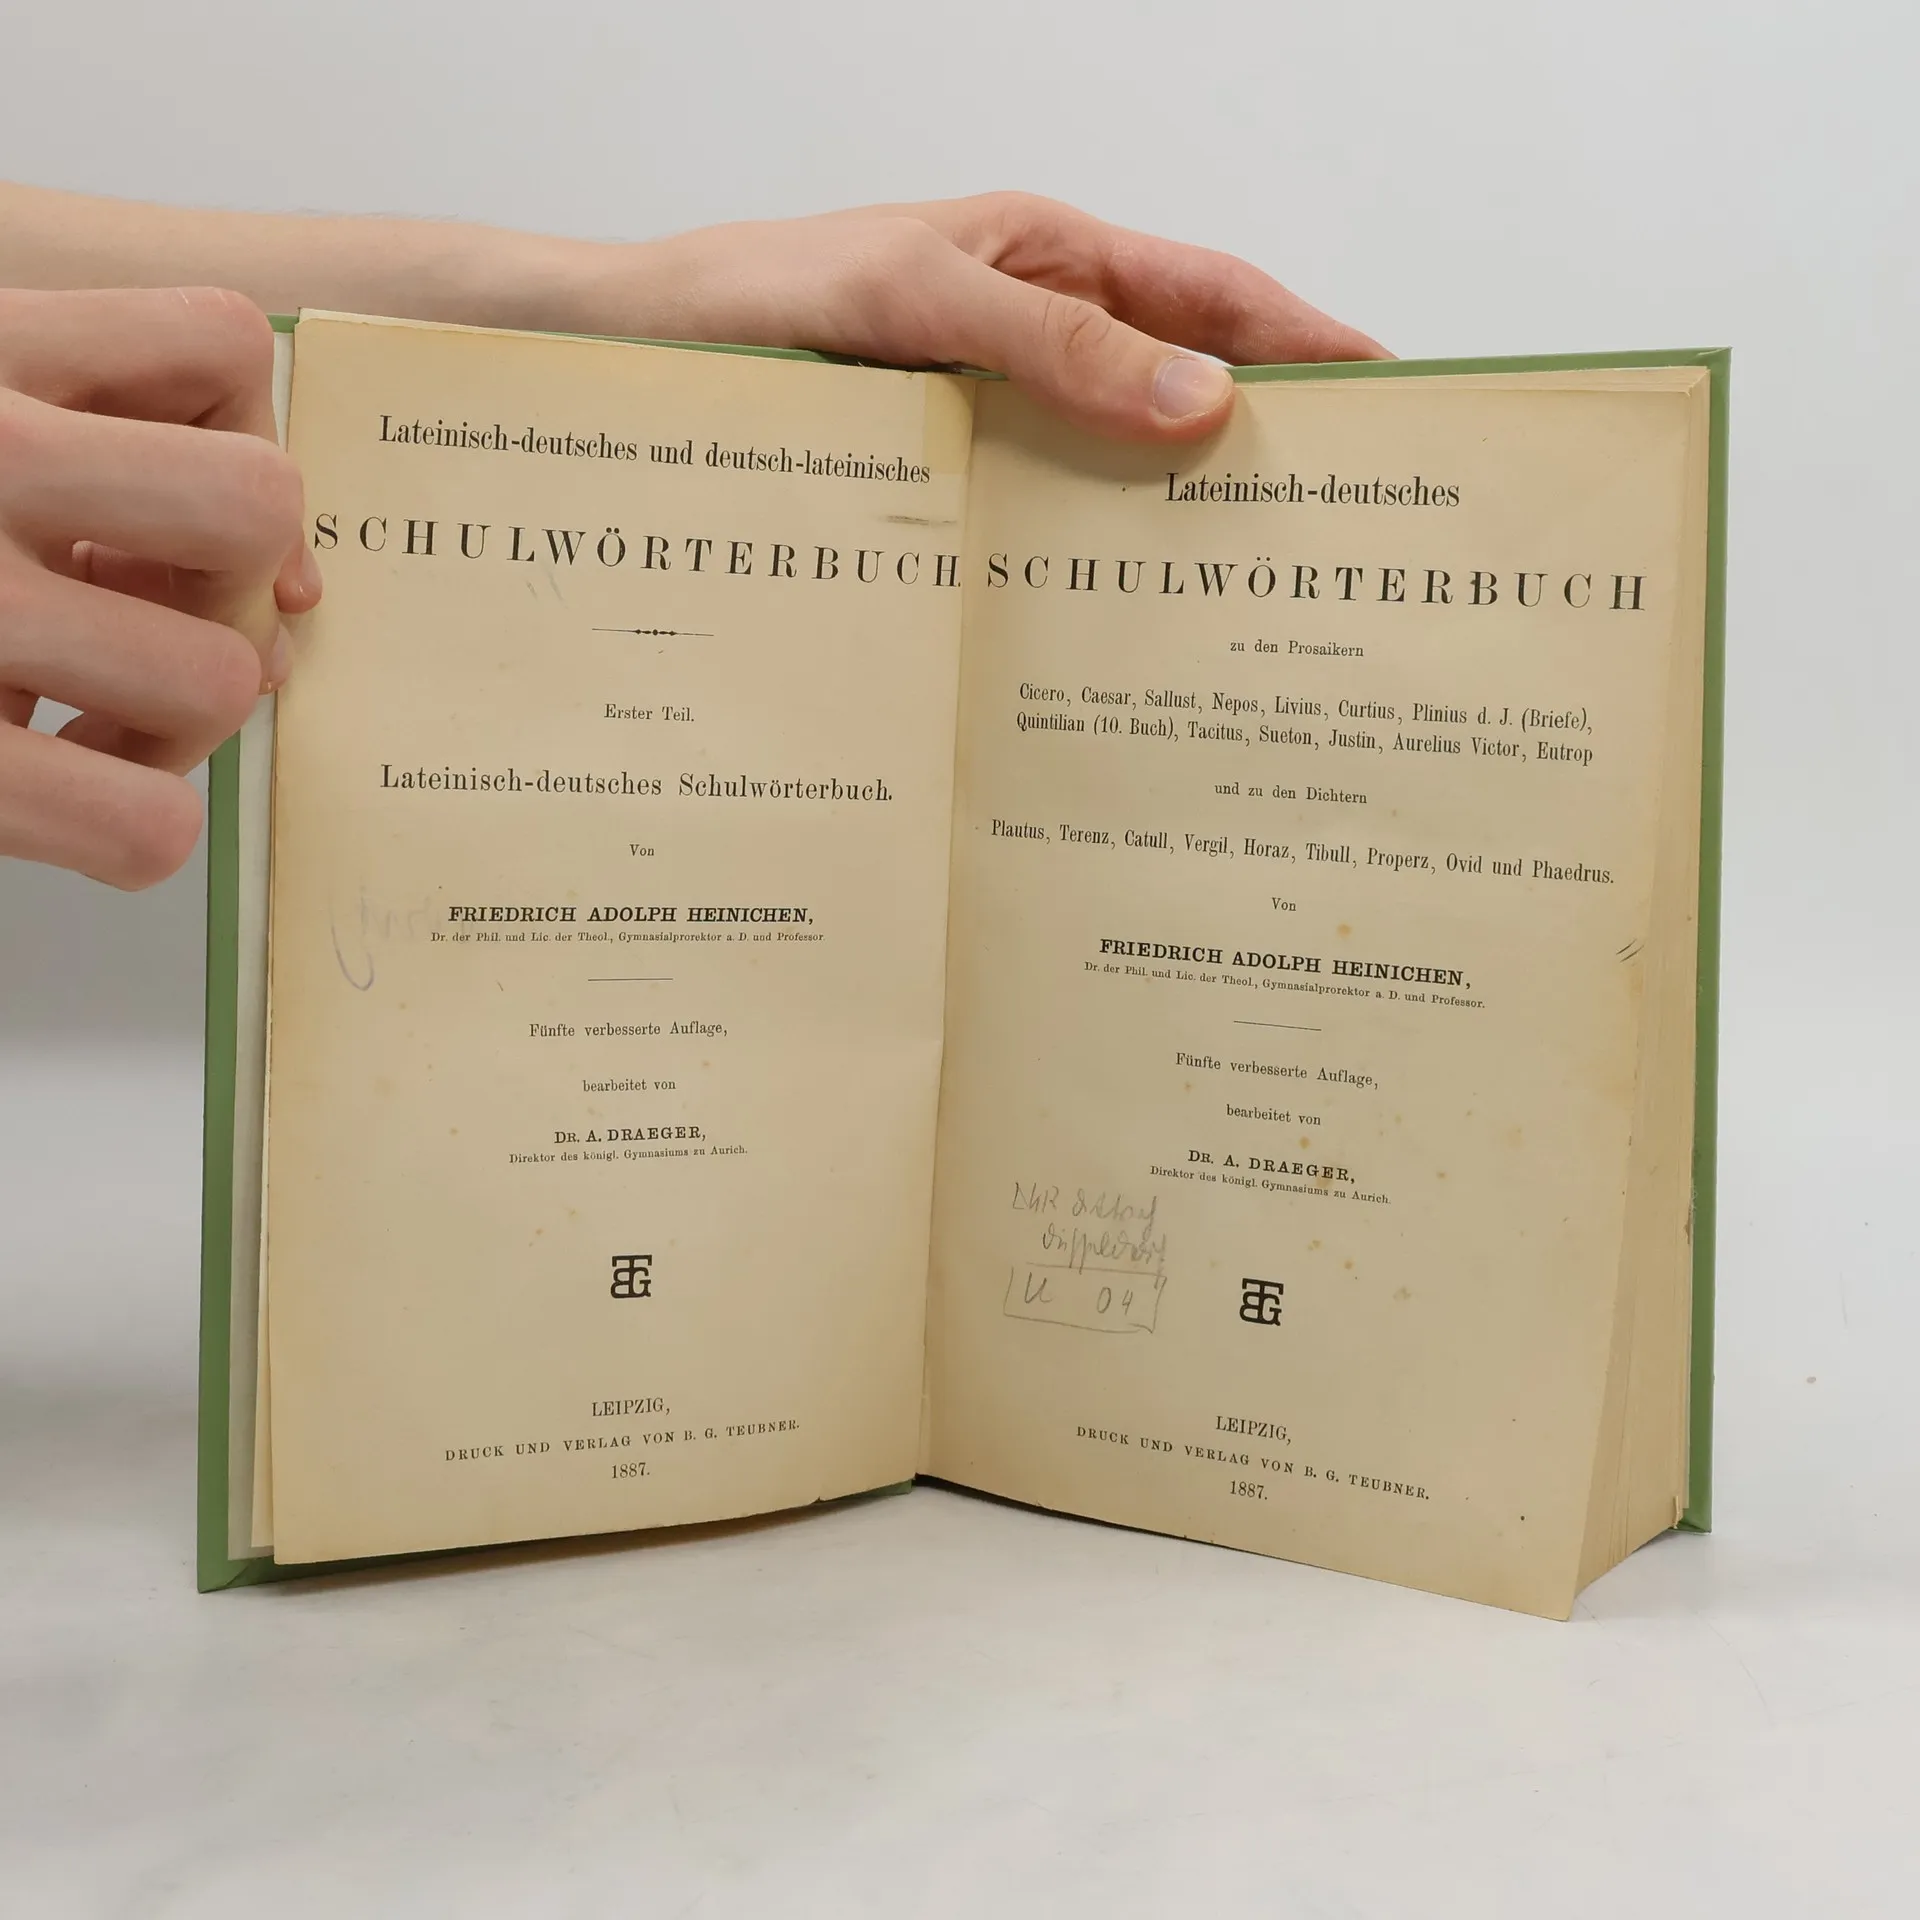 Lateinisch-deutsches und deutsch-lateinisches
SCHULWÖRTERBUCH.
Erster Teil.
Lateinisch-deutsches Schulwörterbuch.
Von
FRIEDRICH ADOLPH HEINICHEN,
Dr. der Phil. und Lic. der Theol., Gymnasialprorektor a. D. und Professor.
Fünfte verbesserte Auflage,
bearbeitet von
DR. A. DRAEGER,
Direktor des königl. Gymnasiums zu Aurich.
BTG
LEIPZIG,
DRUCK UND VERLAG VON B. G. TEUBNER.
1887.
Lateinisch-deutsches
SCHULWÖRTERBUCH
zu den Prosaikern
Cicero, Caesar, Sallust, Nepos, Livius, Curtius, Plinius d. J. (Briefe),
Quintilian (10. Buch), Tacitus, Sueton, Justin, Aurelius Victor, Eutrop
und zu den Dichtern
Plautus, Terenz, Catull, Vergil, Horaz, Tibull, Properz, Ovid und Phaedrus.
Von
FRIEDRICH ADOLPH HEINICHEN,
Dr. der Phil. und Lic. der Theol., Gymnasialprorektor a. D. und Professor.
Fünfte verbesserte Auflage,
bearbeitet von
DR. A. DRAEGER,
Direktor des königl. Gymnasiums zu Aurich.
Düsseldorf
U 04
BTG
LEIPZIG,
DRUCK UND VERLAG VON B. G. TEUBNER.
1887.